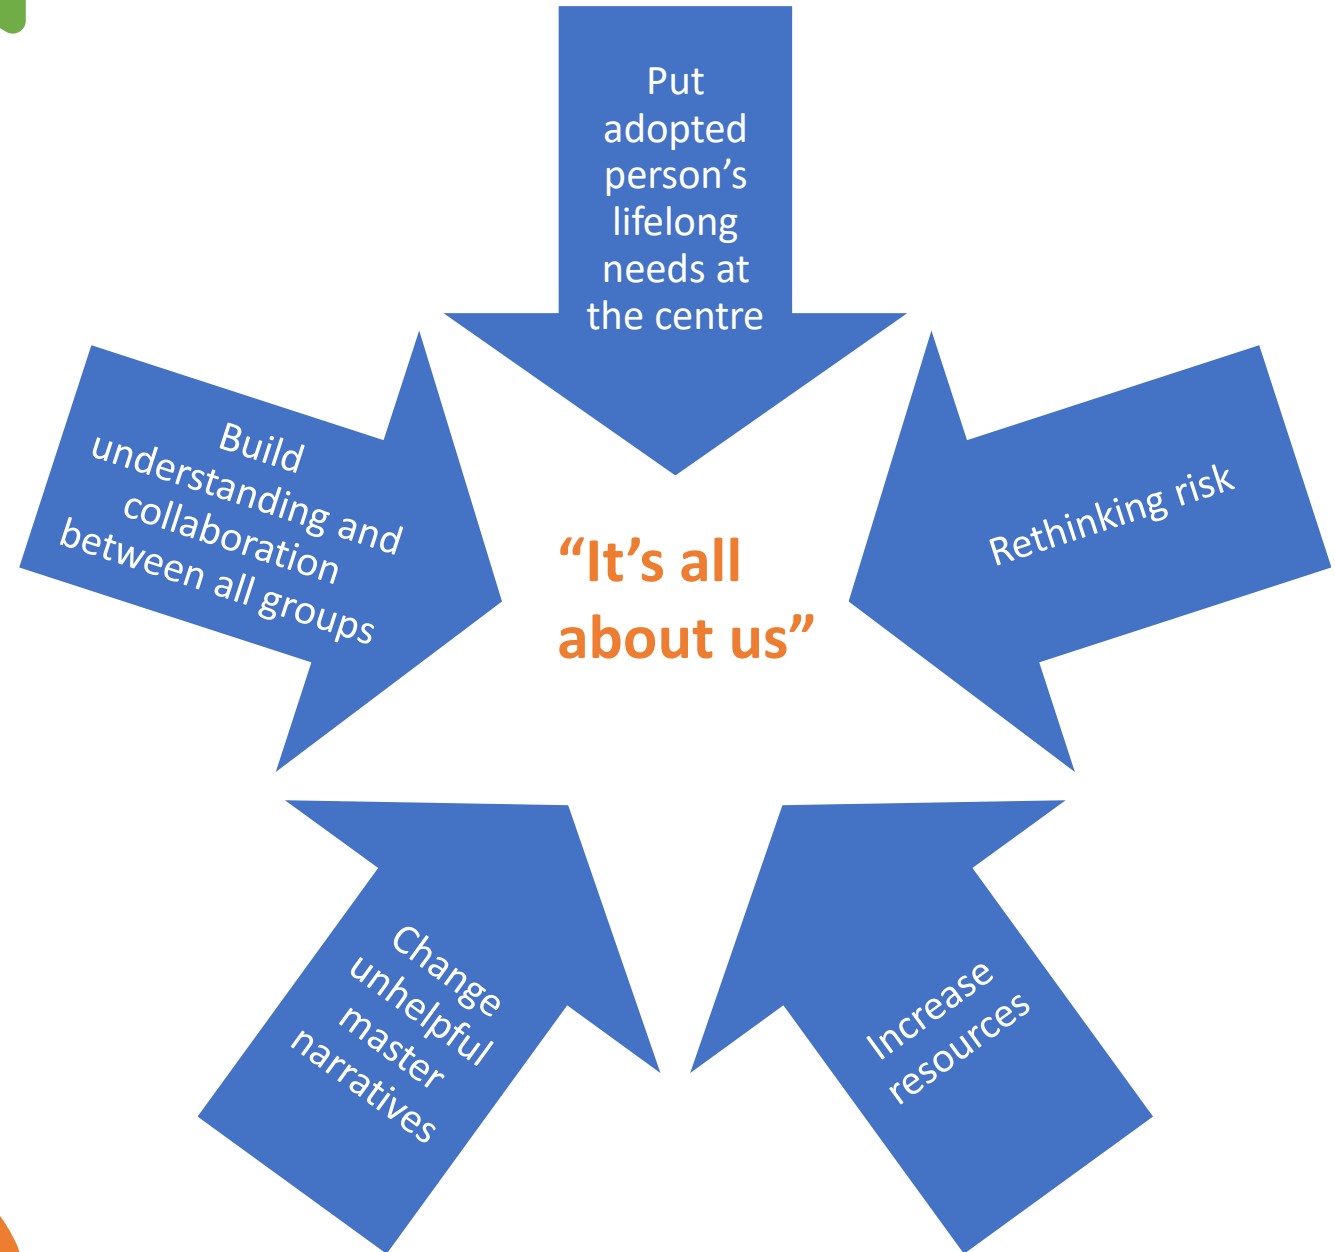 Put
adopted
person’s
lifelong
needs at
the centre
Rethinking risk
Increase
resources
Change
unhelpful
master
narratives
Build
understanding and
collaboration
between all groups
“It’s all
about us”